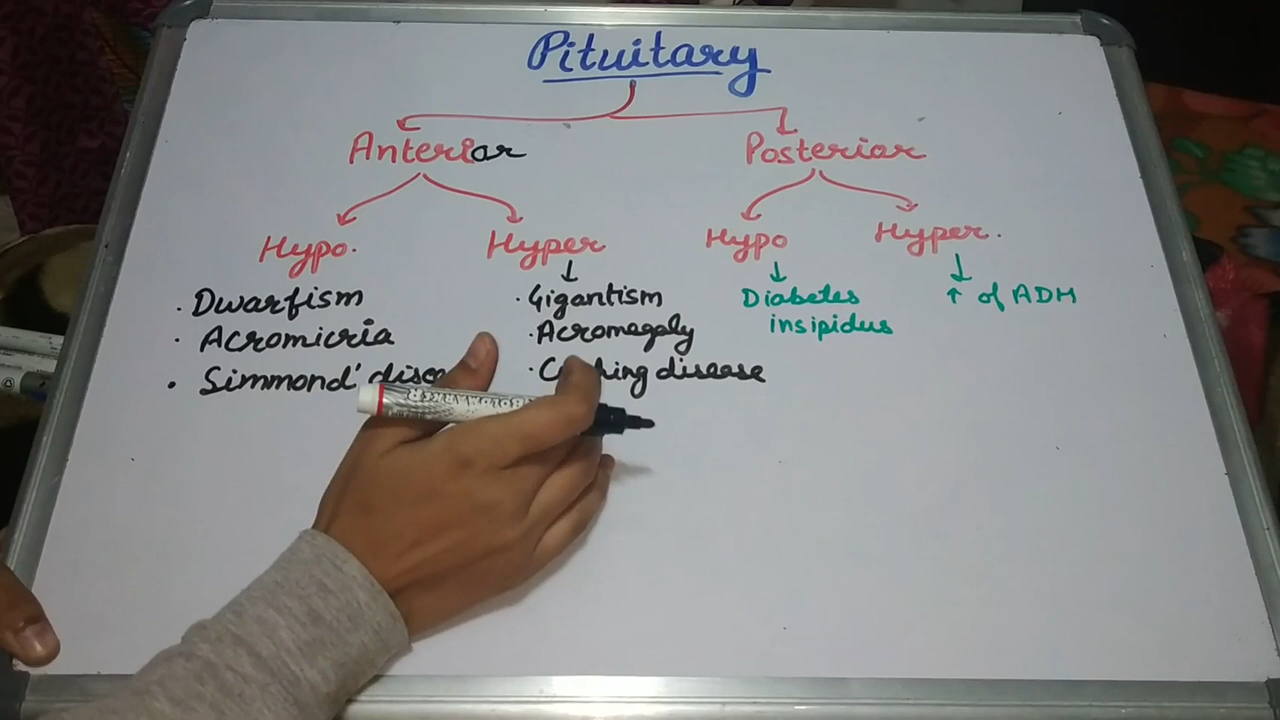 Pituitary
Anterior Posterior
Hypo. Hyper Hypo Hyper.
· Dwarfism
· Acromicria
• Simmond'
· Gigantism
· Acromegaly
disease
Diabetes
insipidus
↑ of ADH